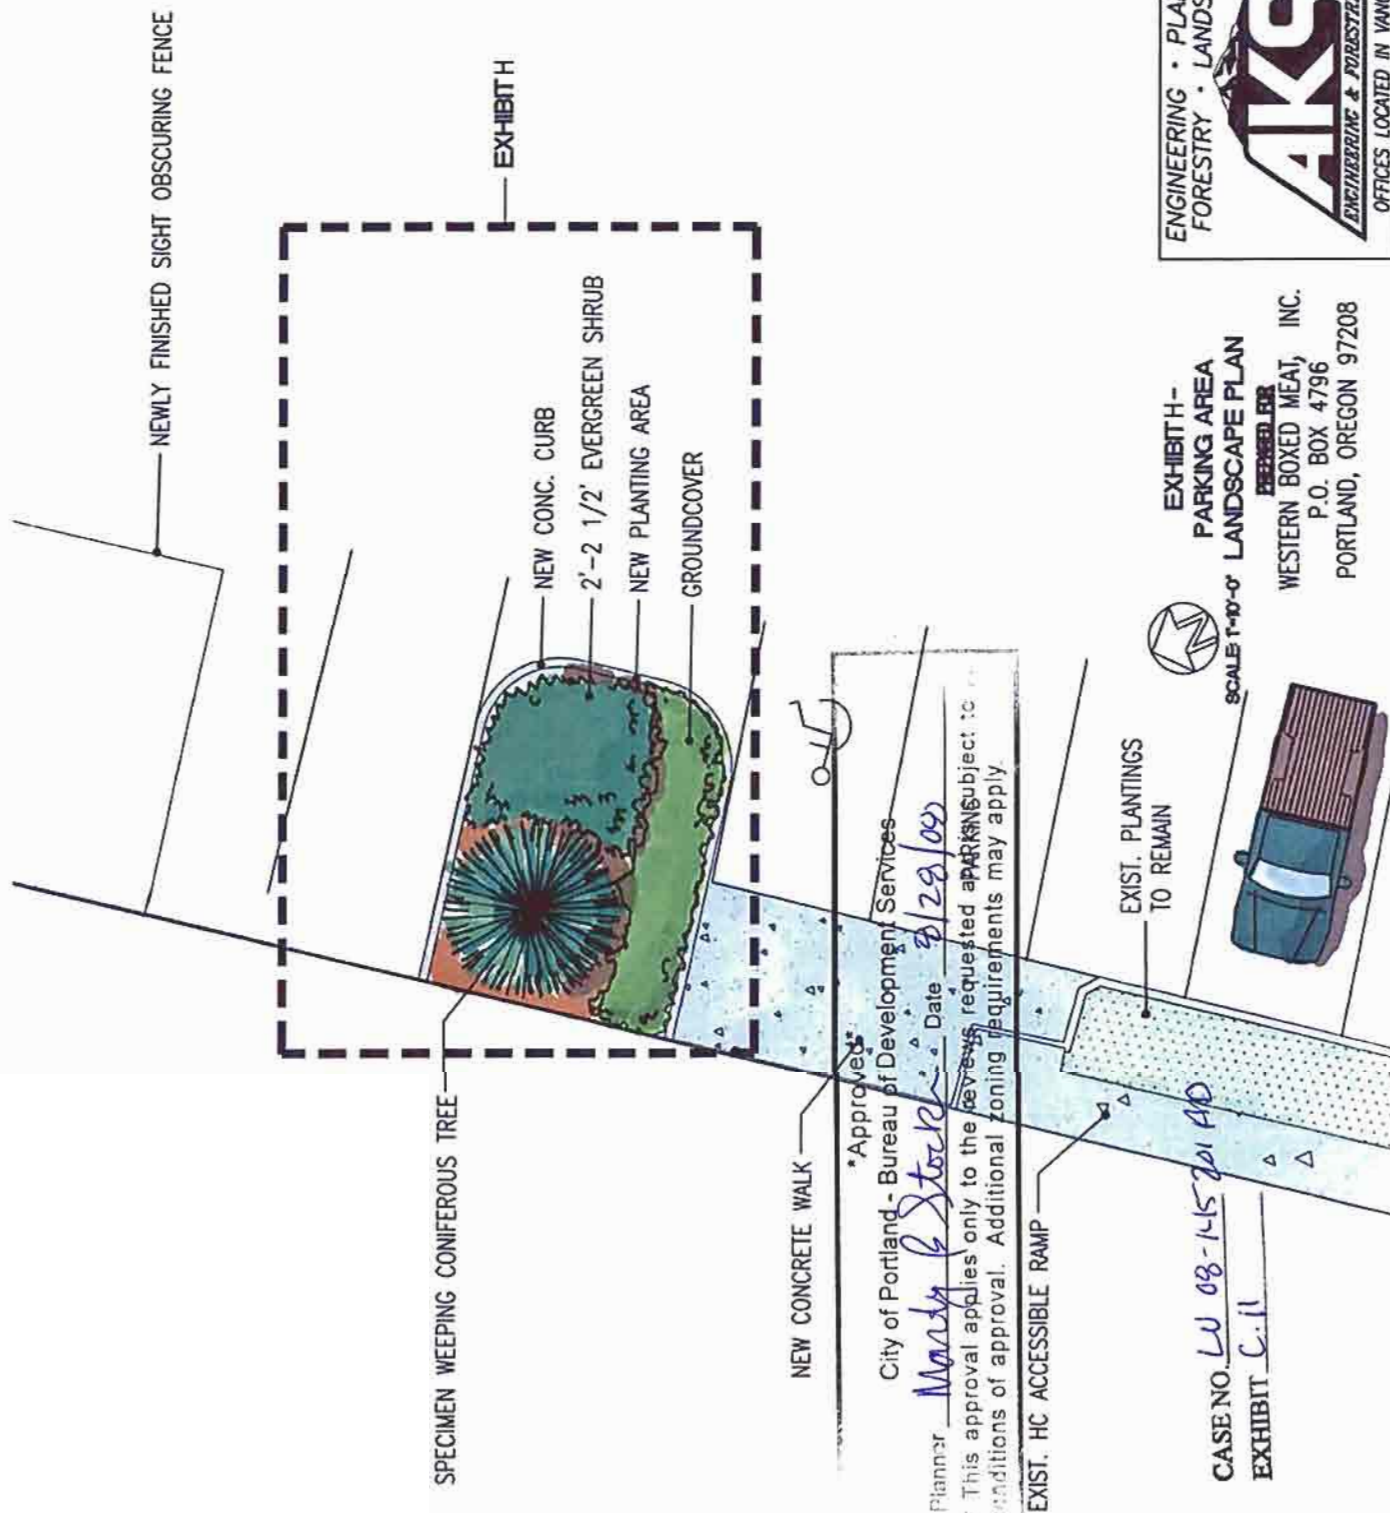 NEWLY FINISHED SIGHT OBSCURING FENCE
EXHIBIT H
NEW CONC. CURB
2'-2 1/2' EVERGREEN SHRUB
NEW PLANTING AREA
GROUNDCOVER
SPECIMEN WEEPING CONIFEROUS TREE
NEW CONCRETE WALK
*Approved*
City of Portland - Bureau of Development Services
Planner Date 8/28/08
* This approval applies only to the reviews requested and is subject to
conditions of approval. Additional zoning requirements may apply.
PARKING
EXIST. HC ACCESSIBLE RAMP
EXIST. PLANTINGS
TO REMAIN
CASE NO. LU 08-145201 AD
EXHIBIT C.11
N
EXHIBIT H -
PARKING AREA
LANDSCAPE PLAN
SCALE: 1"=10'-0"
PREPARED FOR
WESTERN BOXED MEAT, INC.
P.O. BOX 4796
PORTLAND, OREGON 97208
ENGINEERING · PLA
FORESTRY · LANDS
AKS
ENGINEERING & FORESTR
OFFICES LOCATED IN VANC